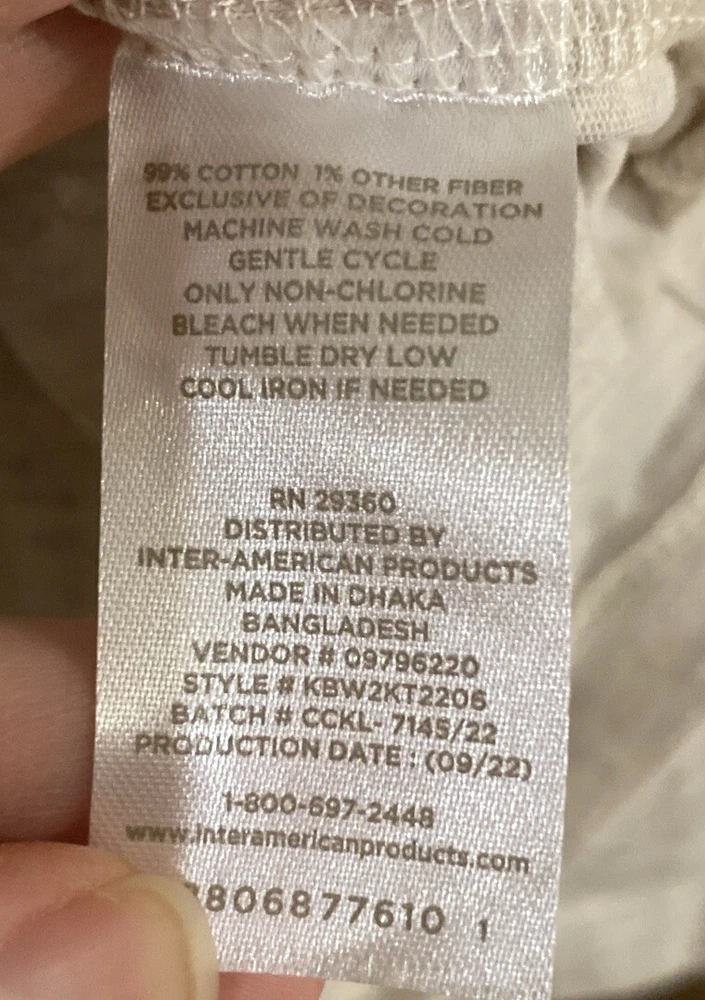 99% COTTON 1% OTHER FIBER
EXCLUSIVE OF DECORATION
MACHINE WASH COLD
GENTLE CYCLE
ONLY NON-CHLORINE
BLEACH WHEN NEEDED
TUMBLE DRY LOW
COOL IRON IF NEEDED
RN 29360
DISTRIBUTED BY
INTER-AMERICAN PRODUCTS
MADE IN DHAKA
BANGLADESH
VENDOR # 09796220
STYLE # KBW2KT2206
BATCH # CCKL- 7145/22
PRODUCTION DATE : (09/22)
1-800-697-2448
www.interamericanproducts.com
8806877610 1